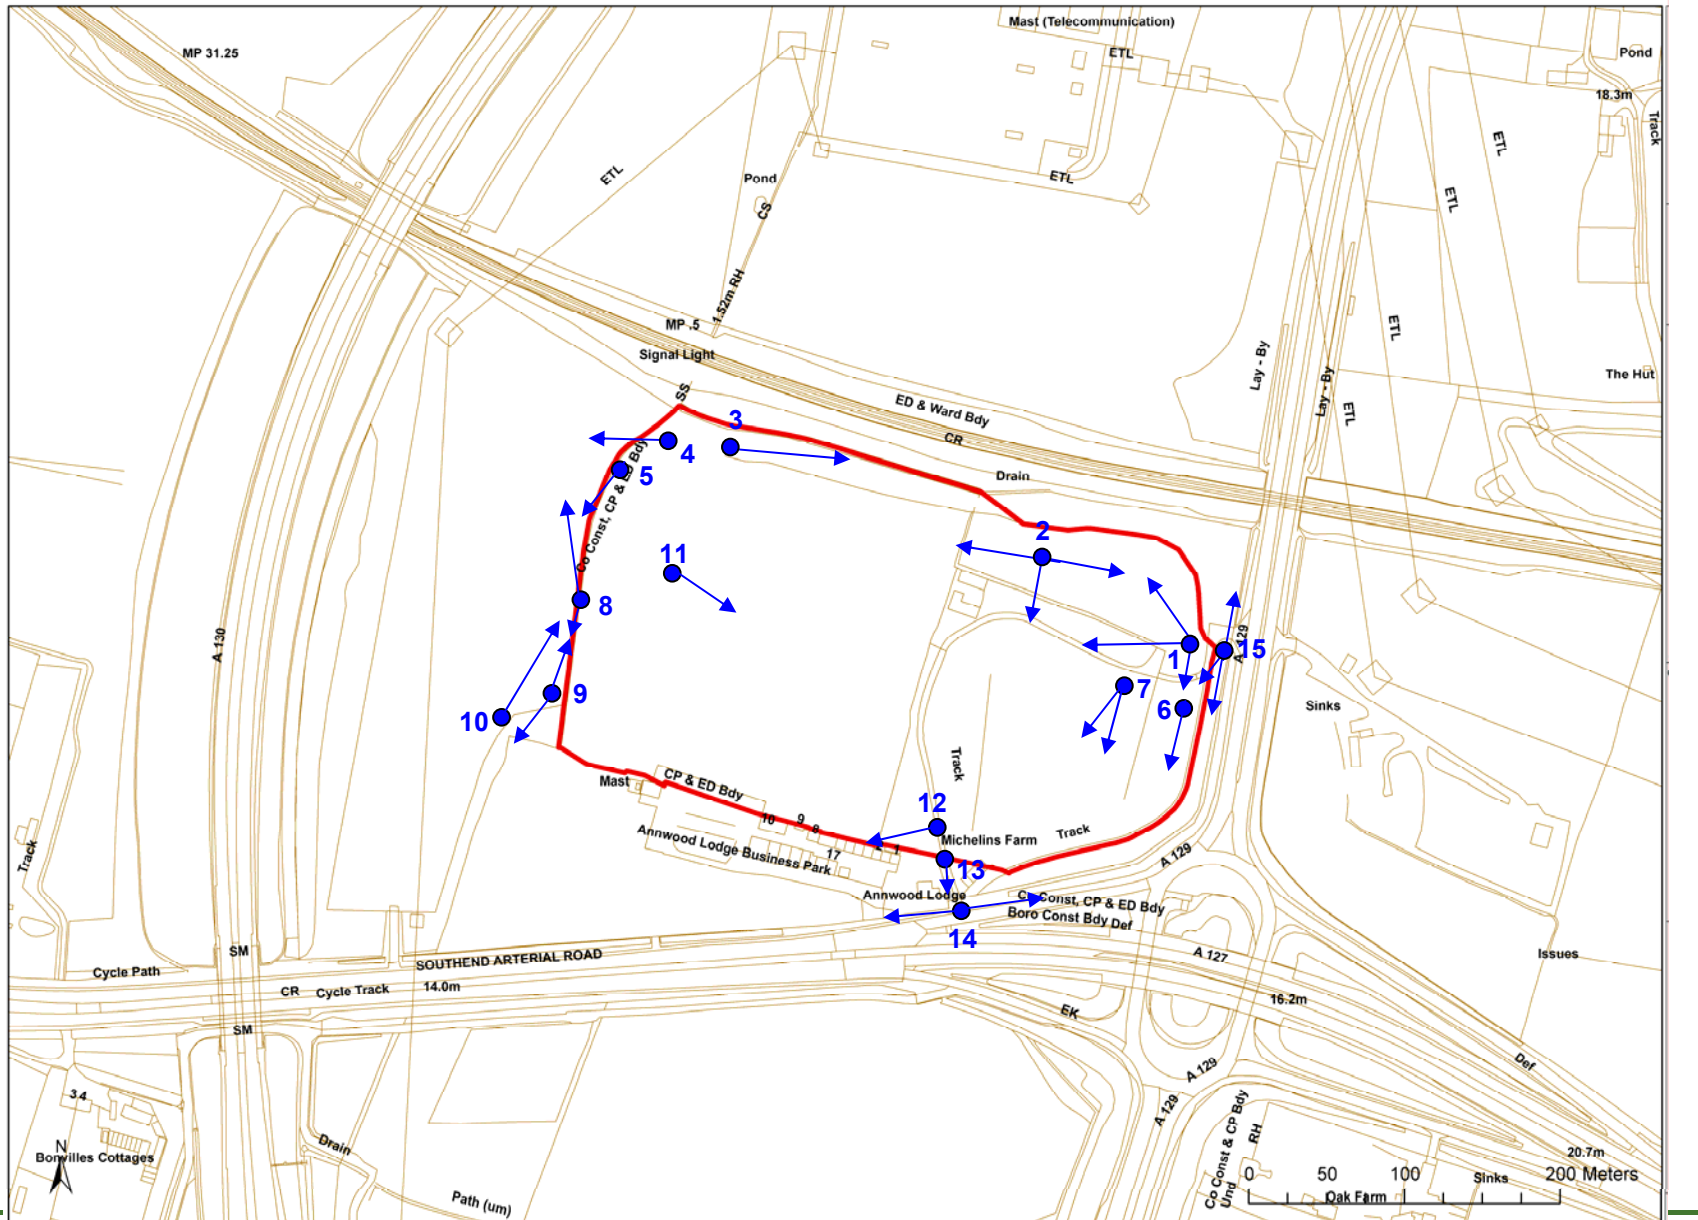 Mast (Telecommunication)
MP 31.25
ETL
Pond
18.3m
Track
ETL
ETL
Pond
ETL
ETL
CS
1.52m RH
MP .5
Signal Light
ETL
Lay - By
Lay - By
ETL
The Hut
SS
ED & Ward Bdy
CR
3
4
5
Drain
Co Const, CP & ED Bdy
2
11
8
A 130
A 129
15
1
7
6
9
10
Sinks
Track
Mast
CP & ED Bdy
10
9
8
12
Michelins Farm
Track
Track
Annwood Lodge Business Park
17
2
1
13
A 129
Annwood Lodge
Co Const, CP & ED Bdy
Boro Const Bdy Def
14
SM
SOUTHEND ARTERIAL ROAD
A 127
Issues
Cycle Path
CR
Cycle Track
14.0m
16.2m
EK
SM
Def
A 129
A 129
3 4
Drain
N
Bonvilles Cottages
Path (um)
Co Const & CP Bdy
Und
RH
20.7m
0
50
100
200 Meters
Sinks
Oak Farm